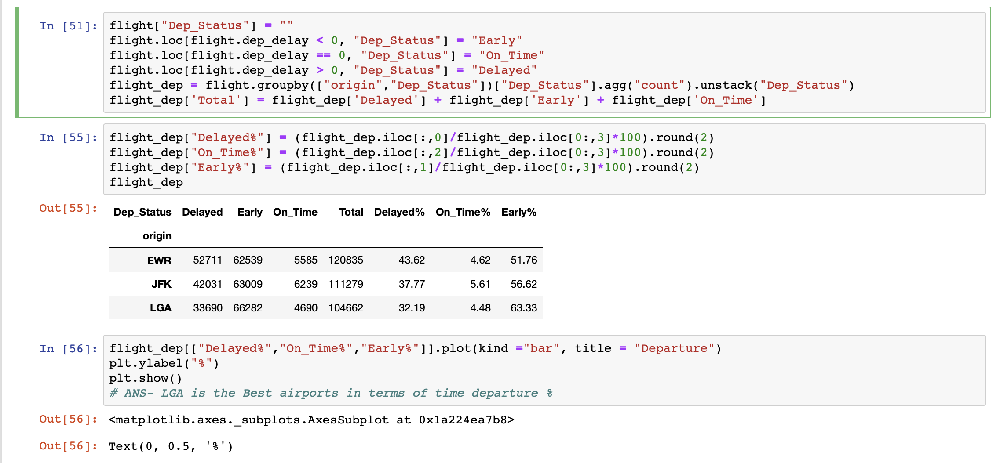 In [51]:
flight["Dep_Status"] = ""
flight.loc[flight.dep_delay < 0, "Dep_Status"] = "Early"
flight.loc[flight.dep_delay == 0, "Dep_Status"] = "On_Time"
flight.loc[flight.dep_delay > 0, "Dep_Status"] = "Delayed"
flight_dep = flight.groupby(["origin","Dep_Status"])["Dep_Status"].agg("count").unstack("Dep_Status")
flight_dep['Total'] = flight_dep['Delayed'] + flight_dep['Early'] + flight_dep['On_Time']
In [55]:
flight_dep["Delayed%"] = (flight_dep.iloc[:,0]/flight_dep.iloc[0:,3]*100).round(2)
flight_dep["On_Time%"] = (flight_dep.iloc[:,2]/flight_dep.iloc[0:,3]*100).round(2)
flight_dep["Early%"] = (flight_dep.iloc[:,1]/flight_dep.iloc[0:,3]*100).round(2)
flight_dep
Out[55]:
Dep_Status Delayed Early On_Time Total Delayed% On_Time% Early%
origin
EWR 52711 62539 5585 120835 43.62 4.62 51.76
JFK 42031 63009 6239 111279 37.77 5.61 56.62
LGA 33690 66282 4690 104662 32.19 4.48 63.33
In [56]:
flight_dep[["Delayed%","On_Time%","Early%"]].plot(kind ="bar", title = "Departure")
plt.ylabel("%")
plt.show()
# ANS- LGA is the Best airports in terms of time departure %
Out[56]: <matplotlib.axes._subplots.AxesSubplot at 0x1a224ea7b8>
Out[56]: Text(0, 0.5, '%')